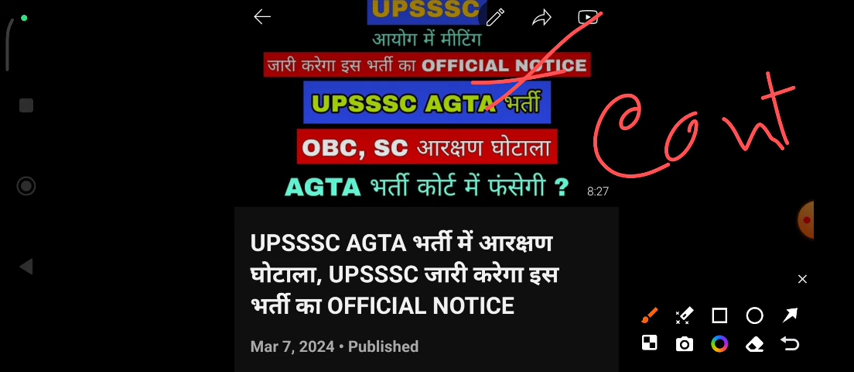 UPSSSC
आयोग में मीटिंग
जारी करेगा इस भर्ती का OFFICIAL NOTICE
UPSSSC AGTA भर्ती
OBC, SC आरक्षण घोटाला
AGTA भर्ती कोर्ट में फंसेगी ?
8:27
Cont
UPSSSC AGTA भर्ती में आरक्षण
घोटाला, UPSSSC जारी करेगा इस
भर्ती का OFFICIAL NOTICE
Mar 7, 2024 • Published